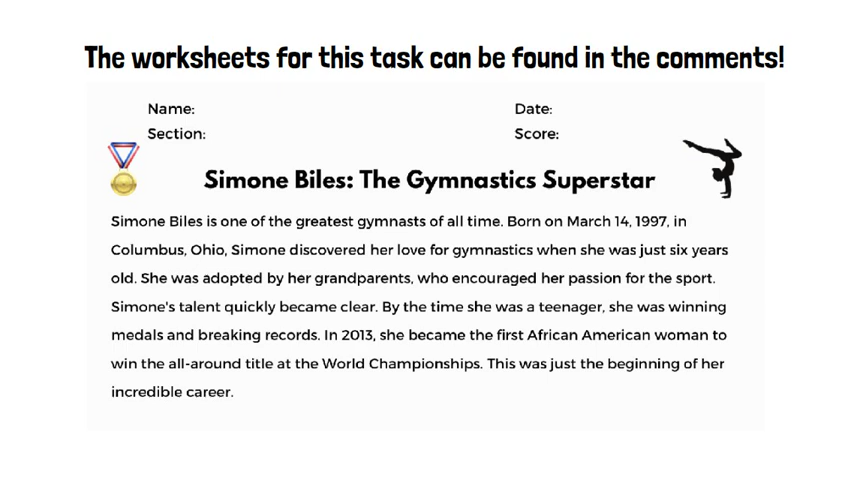 The worksheets for this task can be found in the comments!
Name:
Date:
Section:
Score:
Simone Biles: The Gymnastics Superstar
Simone Biles is one of the greatest gymnasts of all time. Born on March 14, 1997, in
Columbus, Ohio, Simone discovered her love for gymnastics when she was just six years
old. She was adopted by her grandparents, who encouraged her passion for the sport.
Simone's talent quickly became clear. By the time she was a teenager, she was winning
medals and breaking records. In 2013, she became the first African American woman to
win the all-around title at the World Championships. This was just the beginning of her
incredible career.